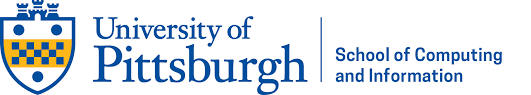 University of
Pittsburgh
School of Computing
and Information